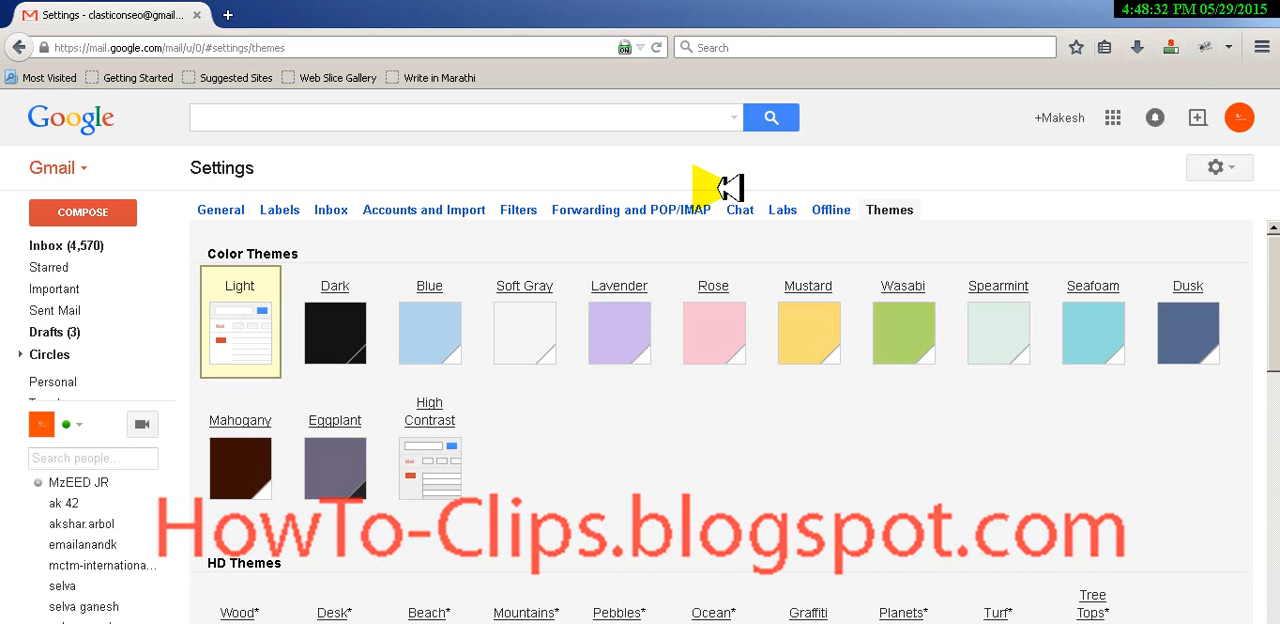 4:48:32 PM 05/29/2015
Settings - clasticonseo@gmail....
https://mail.google.com/mail/u/0/#settings/themes
Search
Most Visited Getting Started Suggested Sites Web Slice Gallery Write in Marathi
Google
+Makesh
Gmail
Settings
COMPOSE
General Labels Inbox Accounts and Import Filters Forwarding and POP/IMAP Chat Labs Offline Themes
Inbox (4,570)
Starred
Important
Sent Mail
Drafts (3)
Circles
Personal
Search people...
MzEED JR
ak 42
akshar.arbol
emailanandk
mctm-internationa...
selva
selva ganesh
Color Themes
Light Dark Blue Soft Gray Lavender Rose Mustard Wasabi Spearmint Seafoam Dusk
Mahogany Eggplant High Contrast
HowTo-Clips.blogspot.com
HD Themes
Wood* Desk* Beach* Mountains* Pebbles* Ocean* Graffiti Planets* Turf* Tree Tops*